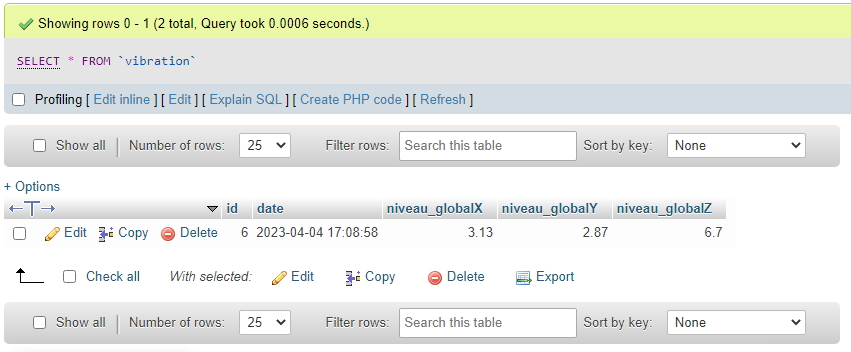 Showing rows 0 - 1 (2 total, Query took 0.0006 seconds.)
SELECT * FROM `vibration`
Profiling [ Edit inline ] [ Edit ] [ Explain SQL ] [ Create PHP code ] [ Refresh ]
Show all Number of rows: 25 Filter rows: Search this table Sort by key: None
+ Options
←T→ id date niveau_globalX niveau_globalY niveau_globalZ
Edit Copy Delete 6 2023-04-04 17:08:58 3.13 2.87 6.7
Check all With selected: Edit Copy Delete Export
Show all Number of rows: 25 Filter rows: Search this table Sort by key: None